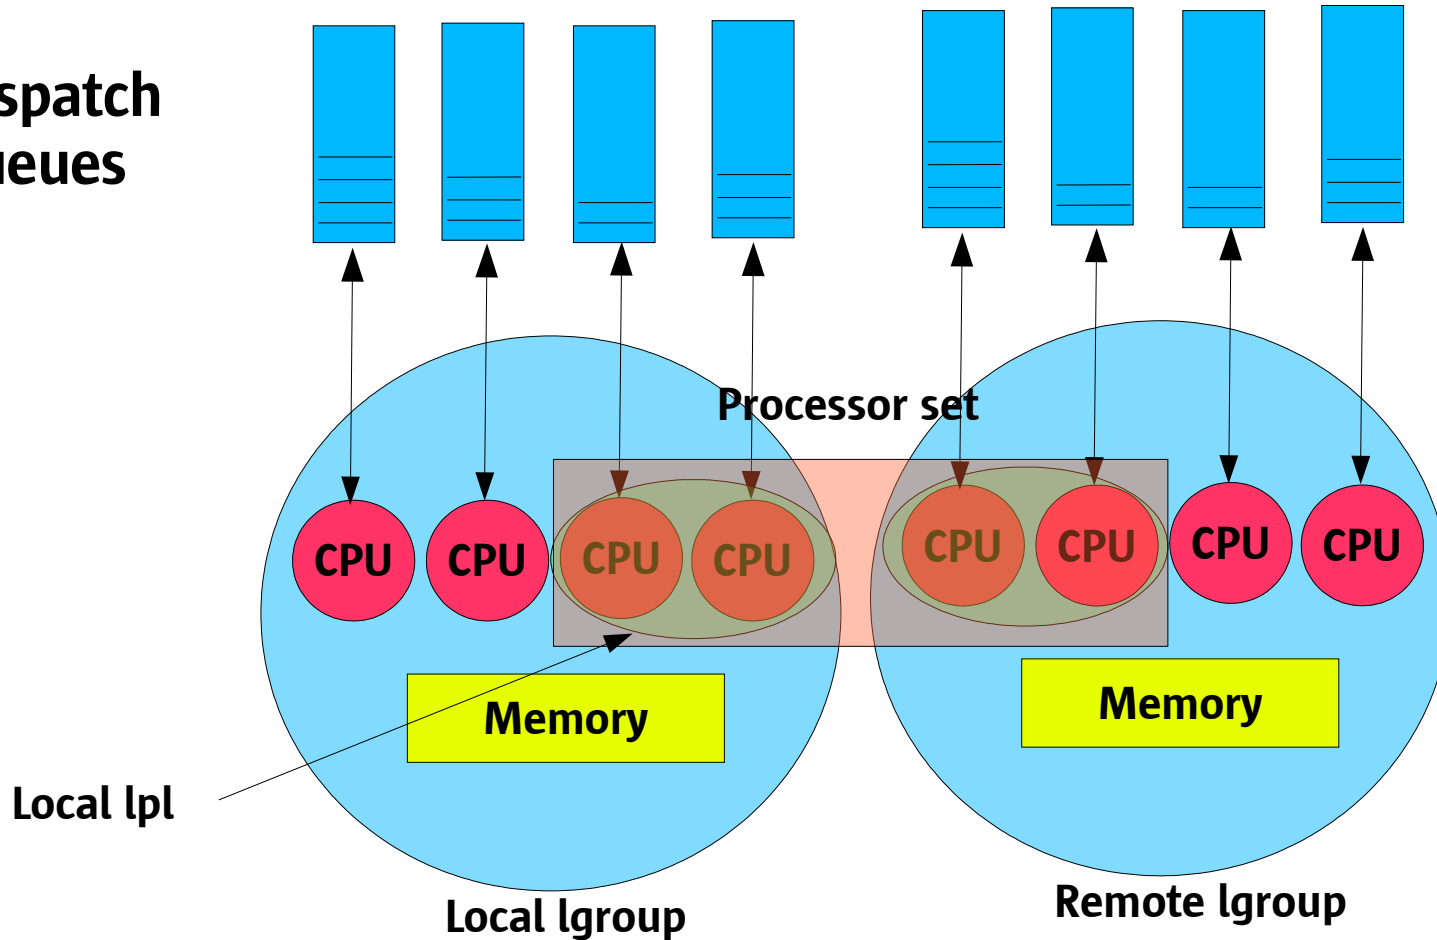 spatch
ueues
Processor set
CPU CPU CPU CPU CPU CPU CPU CPU
Memory Memory
Local lpl
Local lgroup Remote lgroup